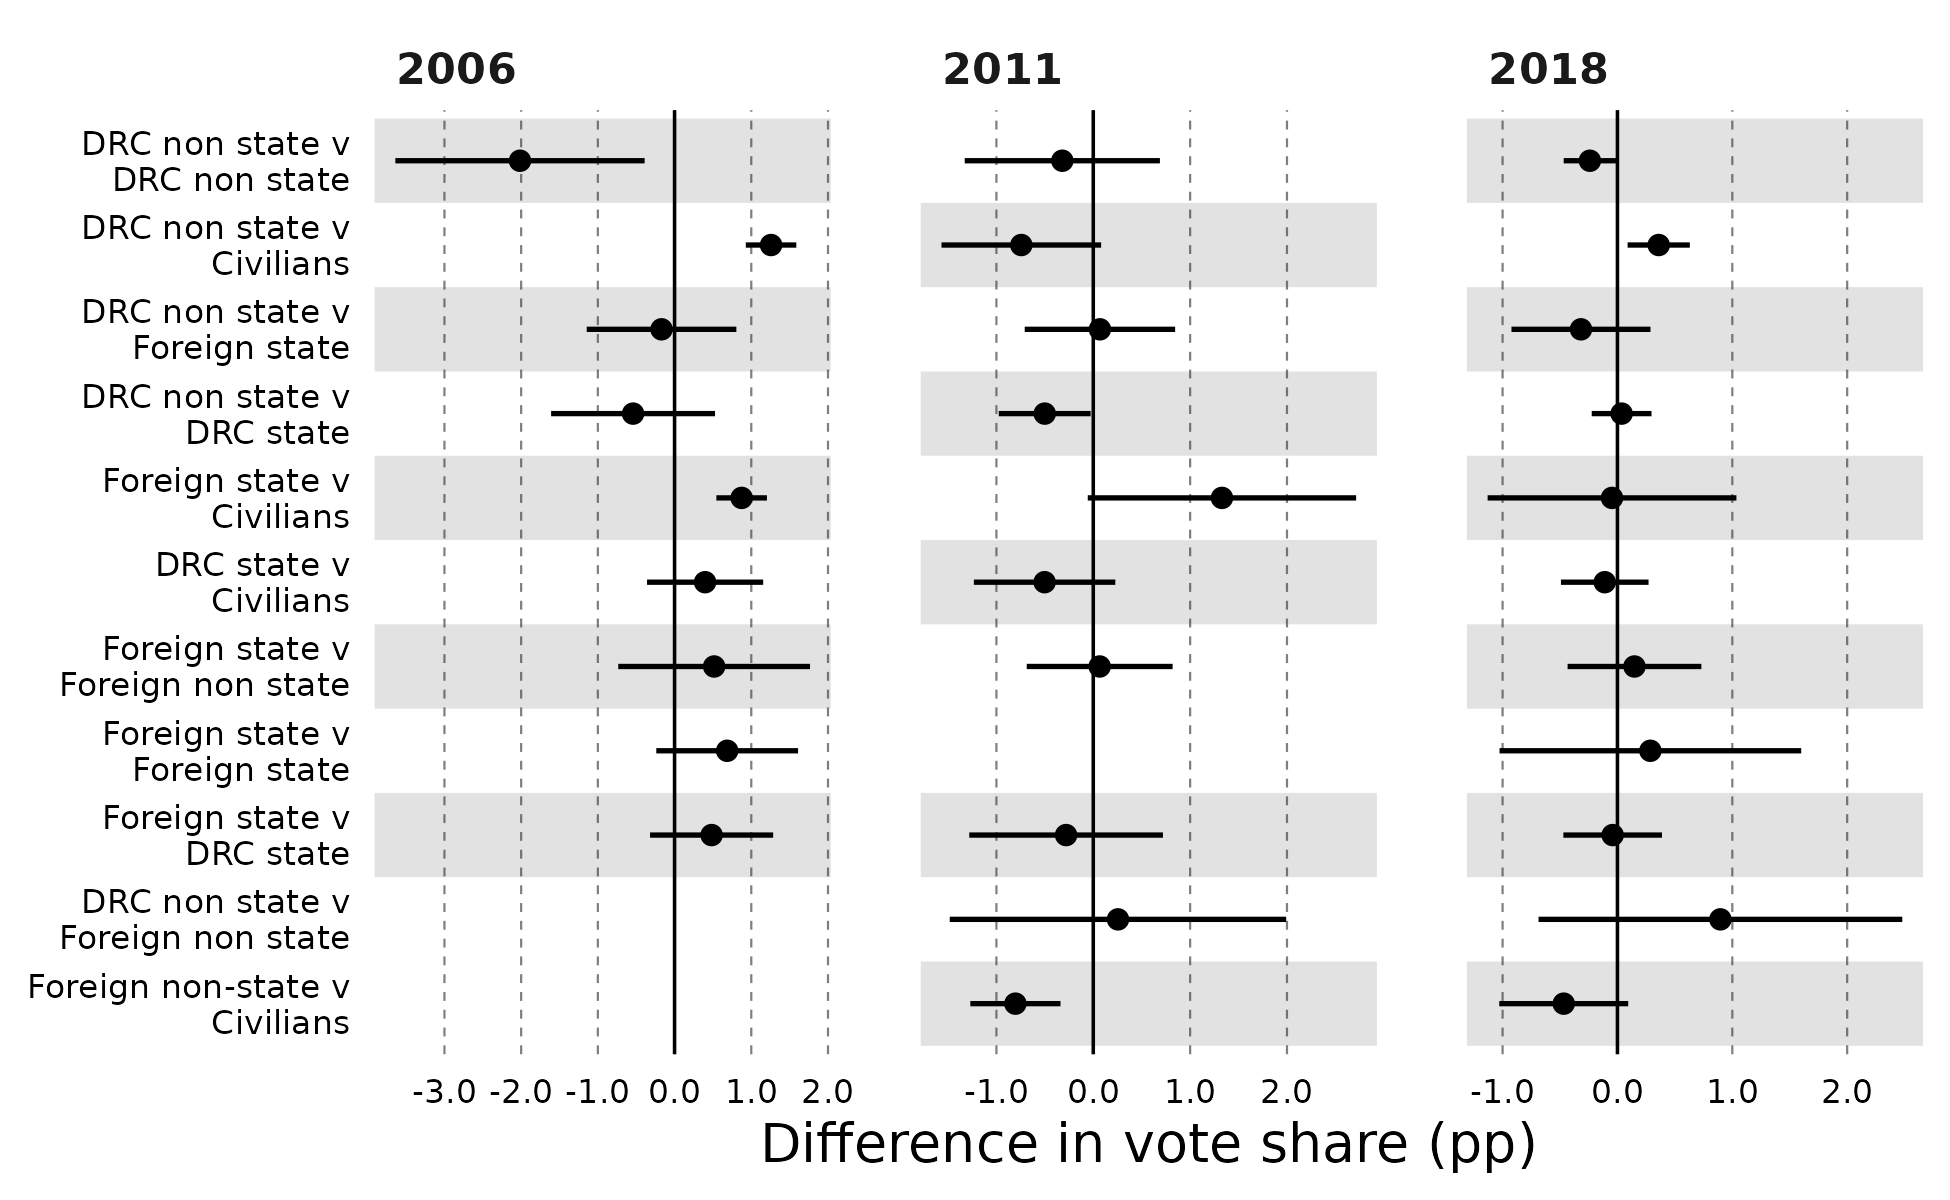 2006
2011
2018
DRC non state v
DRC non state
DRC non state v
Civilians
DRC non state v
Foreign state
DRC non state v
DRC state
Foreign state v
Civilians
DRC state v
Civilians
Foreign state v
Foreign non state
Foreign state v
Foreign state
Foreign state v
DRC state
DRC non state v
Foreign non state
Foreign non-state v
Civilians
-3.0 -2.0 -1.0 0.0 1.0 2.0
-1.0 0.0 1.0 2.0
-1.0 0.0 1.0 2.0
Difference in vote share (pp)